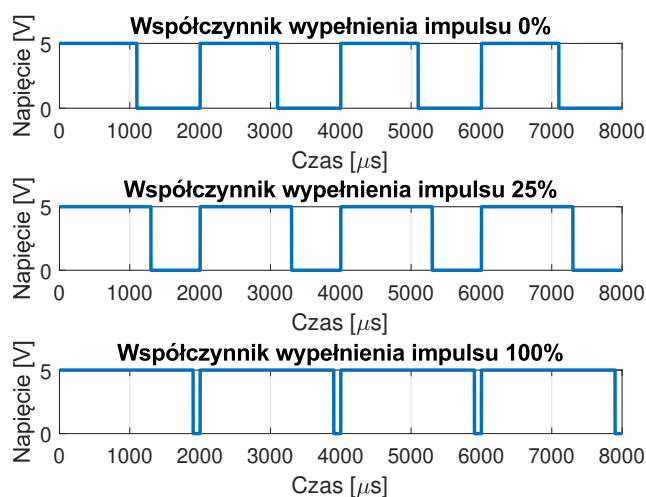 Współczynnik wypełnienia impulsu 0%
Napięcie [V]
5
0
0 1000 2000 3000 4000 5000 6000 7000 8000
Czas [μs]
Współczynnik wypełnienia impulsu 25%
Napięcie [V]
5
0
0 1000 2000 3000 4000 5000 6000 7000 8000
Czas [μs]
Współczynnik wypełnienia impulsu 100%
Napięcie [V]
5
0
0 1000 2000 3000 4000 5000 6000 7000 8000
Czas [μs]